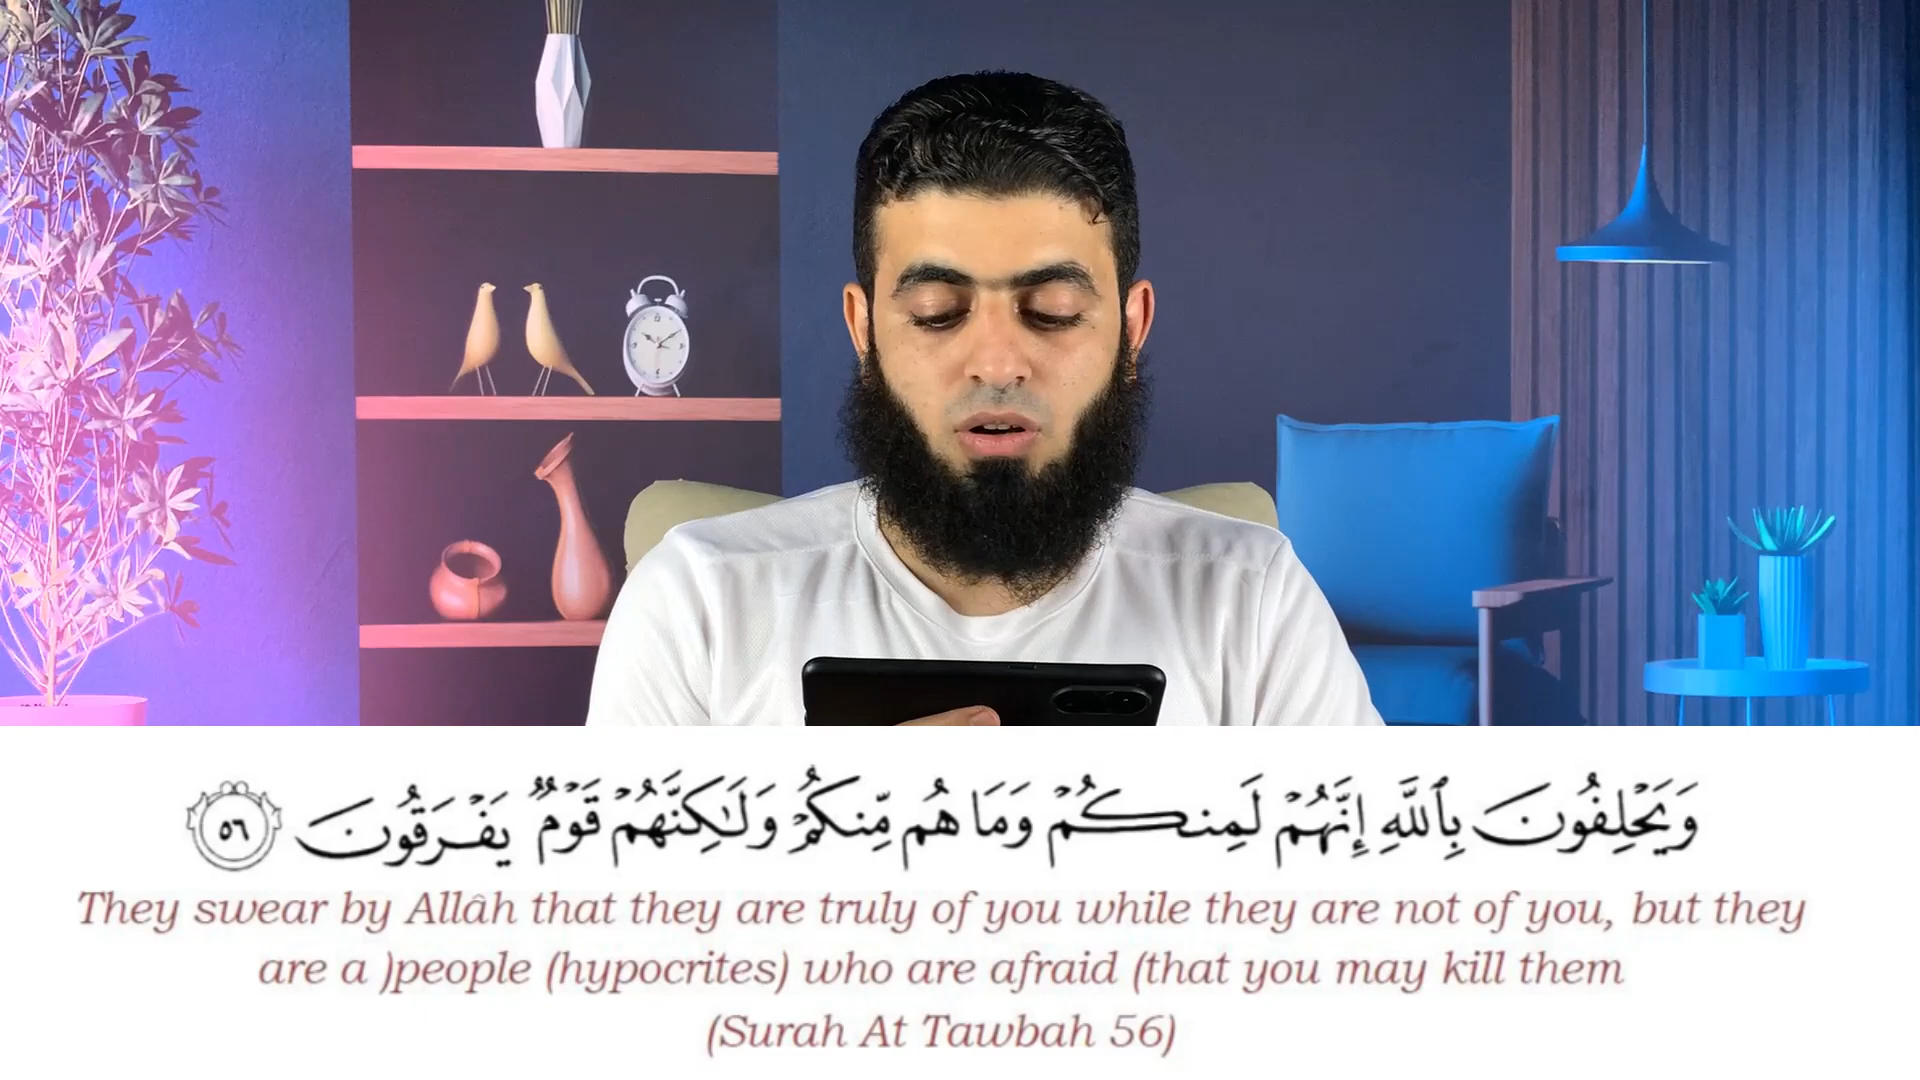 وَيَحْلِفُونَ بِٱللَّهِ إِنَّهُمْ لَمِنكُمْ وَمَا هُم مِّنكُمْ وَلَٰكِنَّهُمْ قَوْمٌ يَفْرَقُونَ ٥٦
They swear by Allâh that they are truly of you while they are not of you, but they
are a )people (hypocrites) who are afraid (that you may kill them
(Surah At Tawbah 56)